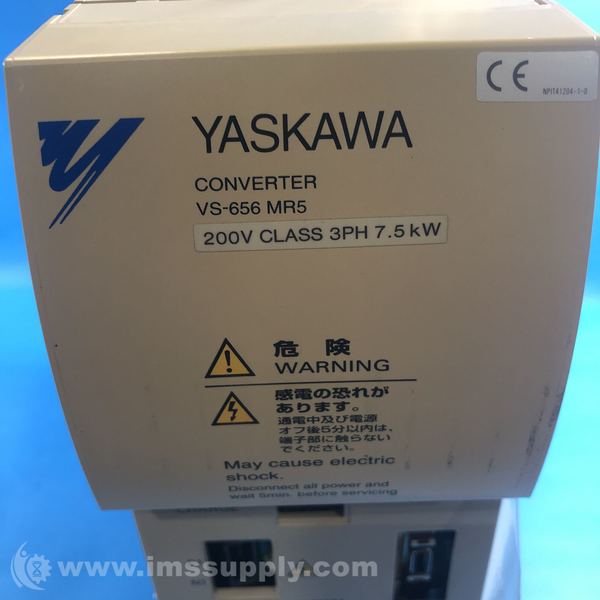 CE
NPIT41204-1-0
YASKAWA
CONVERTER
VS-656 MR5
200V CLASS 3PH 7.5 kW
危 険
WARNING
感電の恐れが
あります。
通電中及び電源
オフ後5分以内は、
端子部に触らない
でください。
May cause electric
shock.
Disconnect all power and
wait 5min. before servicing
CHARGE
www.imssupply.com/